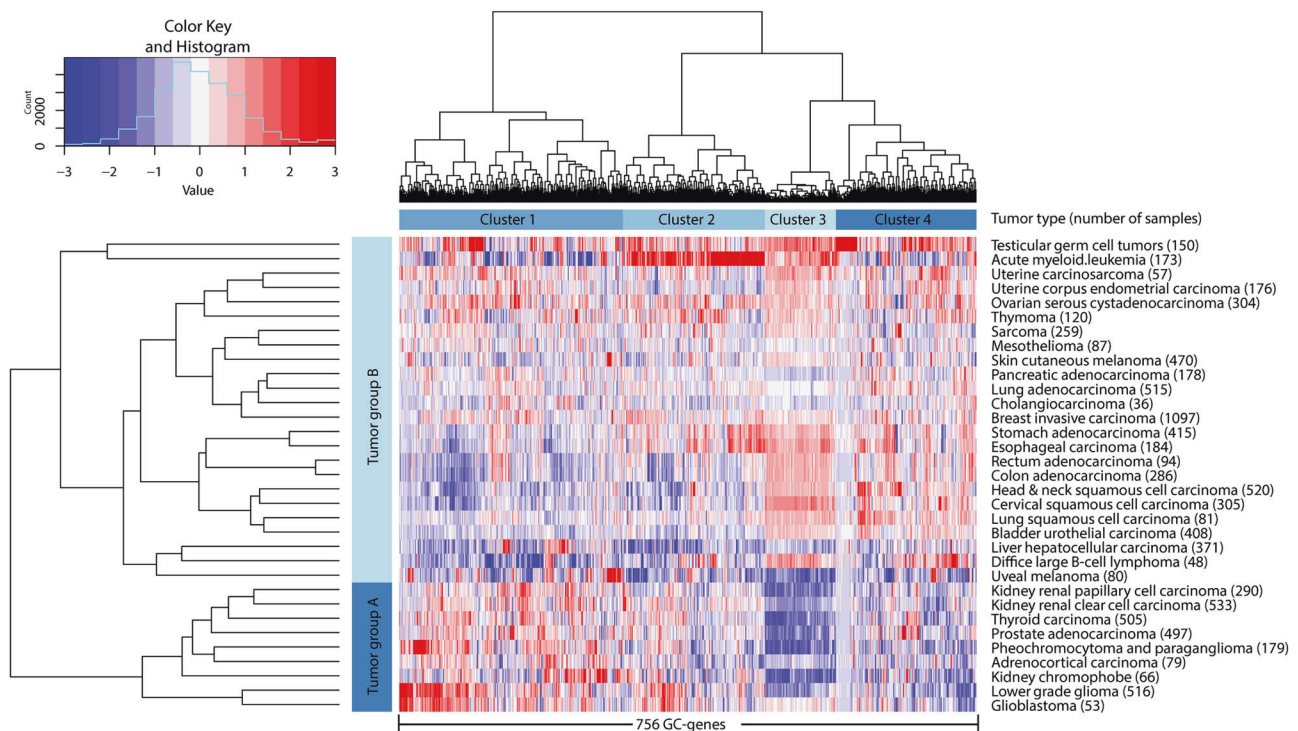 Color Key
and Histogram
Count
2000
0
−3 −2 −1 0 1 2 3
Value
Cluster 1 Cluster 2 Cluster 3 Cluster 4
Tumor type (number of samples)
Tumor group B
Tumor group A
Testicular germ cell tumors (150)
Acute myeloid.leukemia (173)
Uterine carcinosarcoma (57)
Uterine corpus endometrial carcinoma (176)
Ovarian serous cystadenocarcinoma (304)
Thymoma (120)
Sarcoma (259)
Mesothelioma (87)
Skin cutaneous melanoma (470)
Pancreatic adenocarcinoma (178)
Lung adenocarcinoma (515)
Cholangiocarcinoma (36)
Breast invasive carcinoma (1097)
Stomach adenocarcinoma (415)
Esophageal carcinoma (184)
Rectum adenocarcinoma (94)
Colon adenocarcinoma (286)
Head & neck squamous cell carcinoma (520)
Cervical squamous cell carcinoma (305)
Lung squamous cell carcinoma (81)
Bladder urothelial carcinoma (408)
Liver hepatocellular carcinoma (371)
Diffice large B-cell lymphoma (48)
Uveal melanoma (80)
Kidney renal papillary cell carcinoma (290)
Kidney renal clear cell carcinoma (533)
Thyroid carcinoma (505)
Prostate adenocarcinoma (497)
Pheochromocytoma and paraganglioma (179)
Adrenocortical carcinoma (79)
Kidney chromophobe (66)
Lower grade glioma (516)
Glioblastoma (53)
756 GC-genes